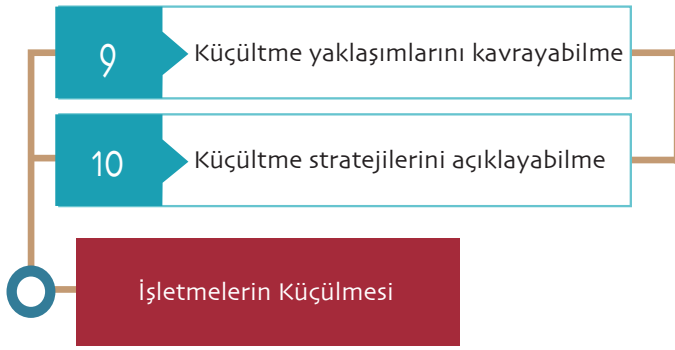 9
Küçültme yaklaşımlarını kavrayabilme
10
Küçültme stratejilerini açıklayabilme
İşletmelerin Küçülmesi